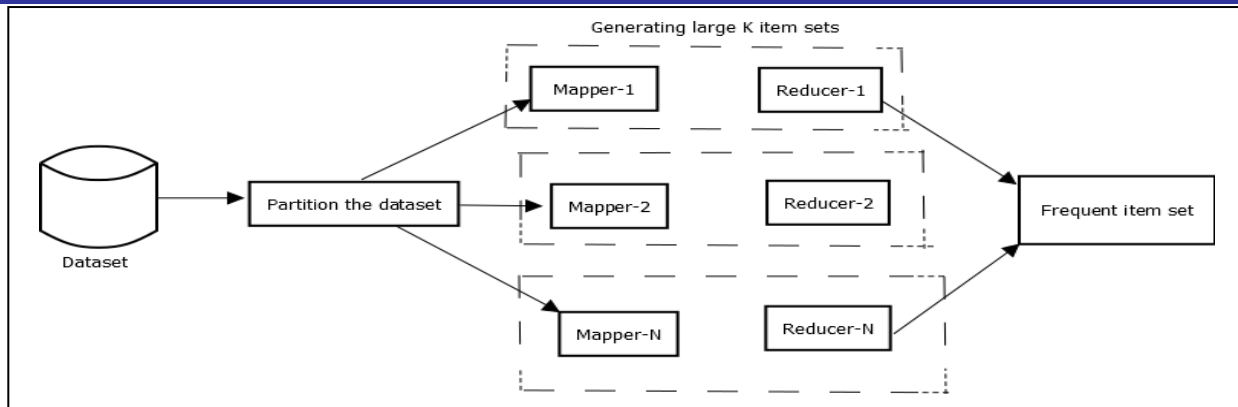 Generating large K item sets
Mapper-1
Reducer-1
Partition the dataset
Mapper-2
Reducer-2
Frequent item set
Dataset
Mapper-N
Reducer-N